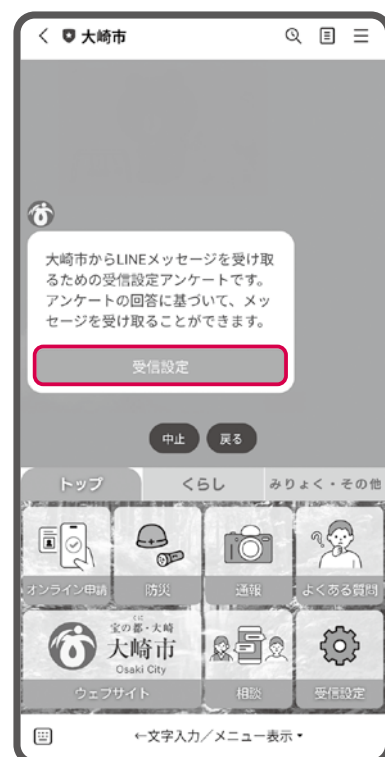 大崎市
大崎市からLINEメッセージを受け取
るための受信設定アンケートです。
アンケートの回答に基づいて、メッ
セージを受け取ることができます。
受信設定
中止 戻る
トップ くらし みりょく・その他
オンライン申請 防災 通報 よくある質問
宝の都・大崎
たから
大崎市
Osaki City
ウェブサイト 相談 受信設定
←文字入力／メニュー表示▼